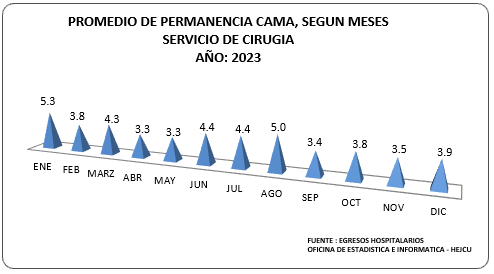 PROMEDIO DE PERMANENCIA CAMA, SEGUN MESES
SERVICIO DE CIRUGIA
AÑO: 2023
5.3 3.8 4.3 3.3 3.3 4.4 4.4 5.0 3.4 3.8 3.5 3.9
ENE FEB MARZ ABR MAY JUN JUL AGO SEP OCT NOV DIC
FUENTE : EGRESOS HOSPITALARIOS
OFICINA DE ESTADISTICA E INFORMATICA - HEJCU